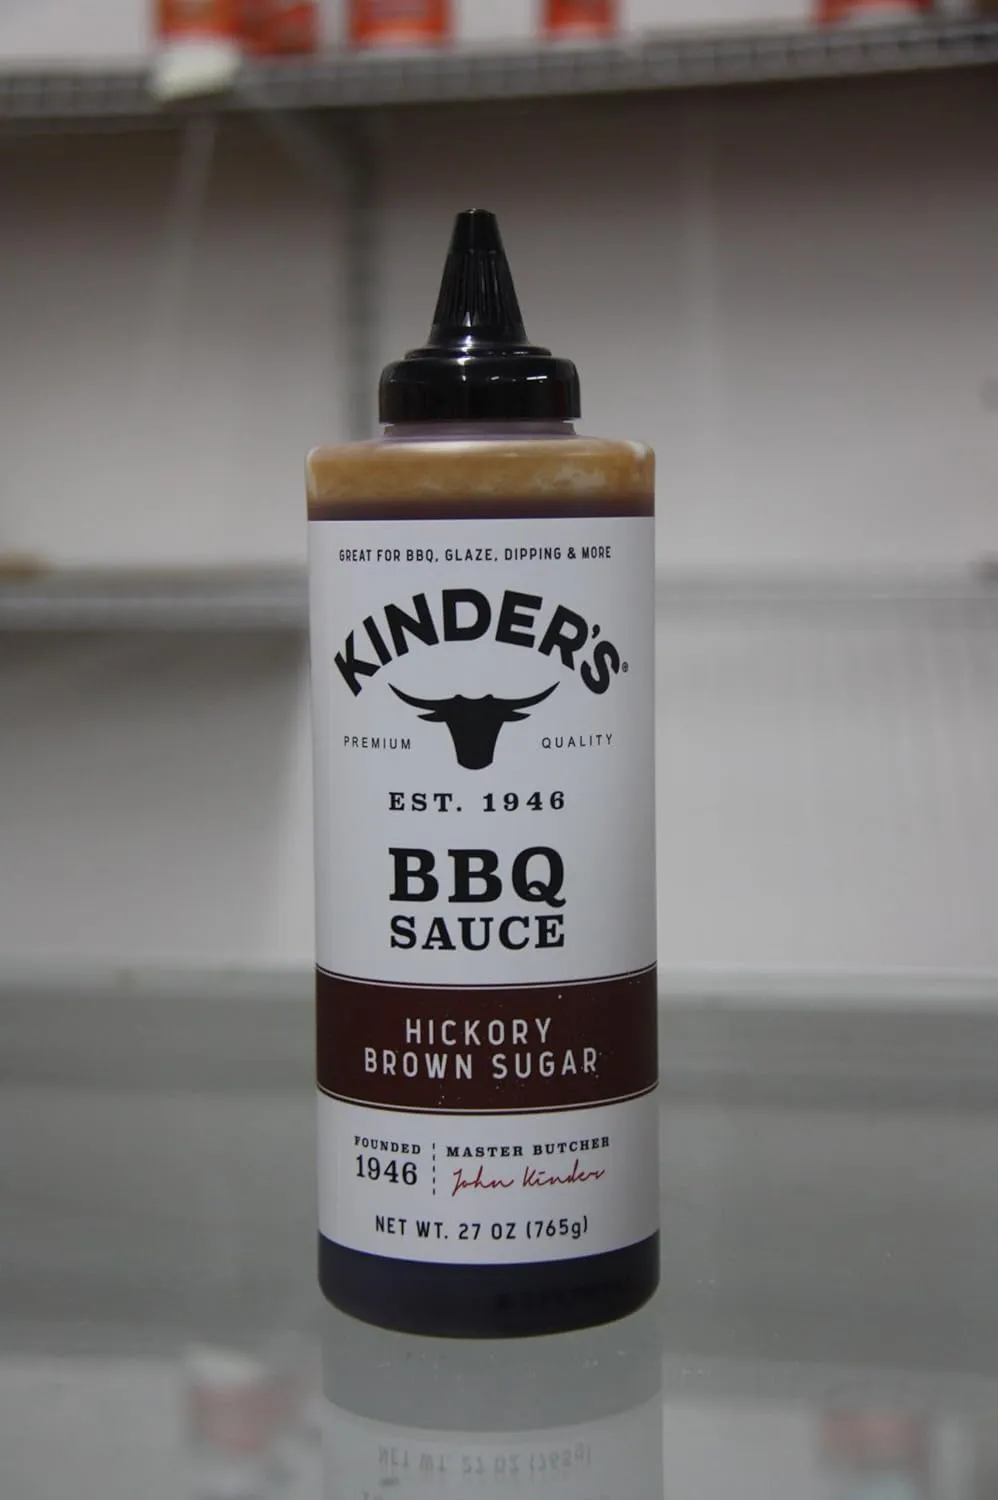 GREAT FOR BBQ, GLAZE, DIPPING & MORE
KINDER'S®
PREMIUM QUALITY
EST. 1946
BBQ
SAUCE
HICKORY
BROWN SUGAR
FOUNDED
1946
MASTER BUTCHER
John Kinder
NET WT. 27 OZ (765g)